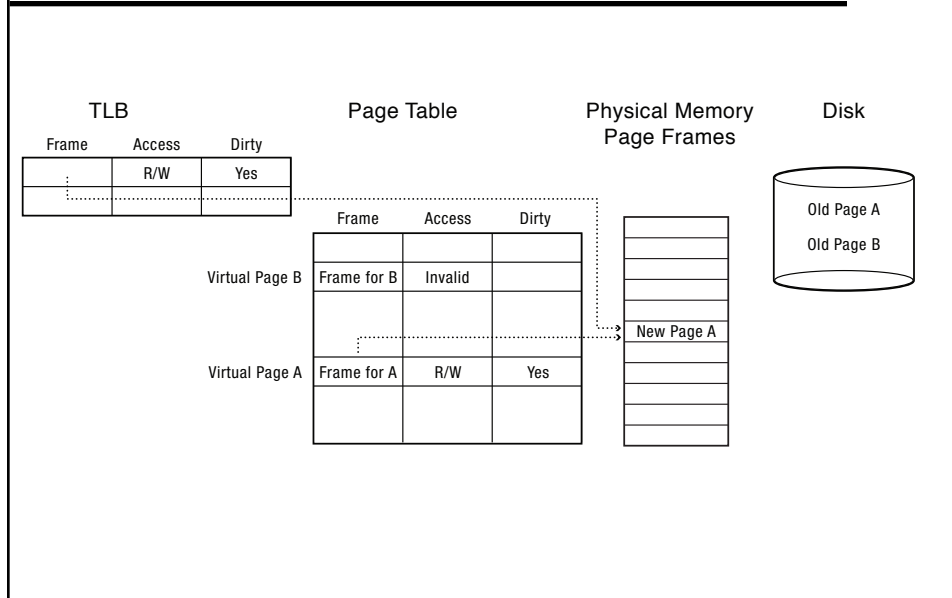 TLB
Page Table
Physical Memory
Page Frames
Disk
Frame Access Dirty
R/W Yes
Old Page A
Old Page B
Frame Access Dirty
Virtual Page B Frame for B Invalid
New Page A
Virtual Page A Frame for A R/W Yes